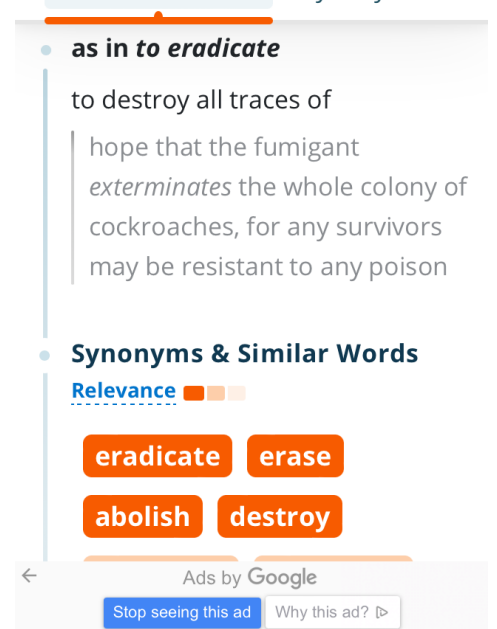 as in to eradicate
to destroy all traces of
hope that the fumigant
exterminates the whole colony of
cockroaches, for any survivors
may be resistant to any poison
Synonyms & Similar Words
Relevance
eradicate erase
abolish destroy
Ads by Google
Stop seeing this ad Why this ad?